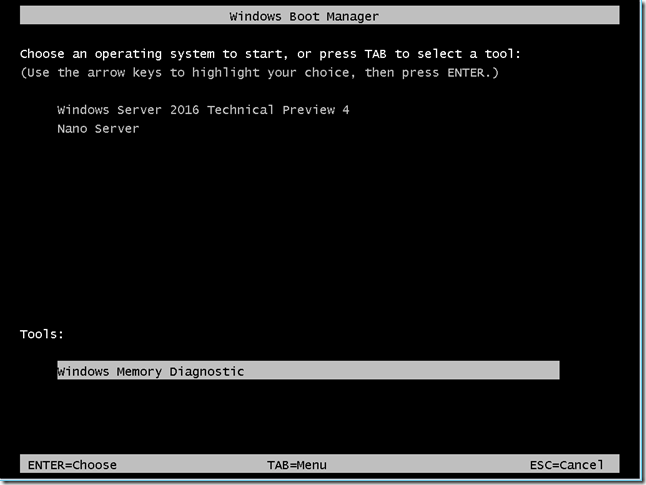 Windows Boot Manager
Choose an operating system to start, or press TAB to select a tool:
(Use the arrow keys to highlight your choice, then press ENTER.)
Windows Server 2016 Technical Preview 4
Nano Server
Tools:
Windows Memory Diagnostic
ENTER=Choose TAB=Menu ESC=Cancel